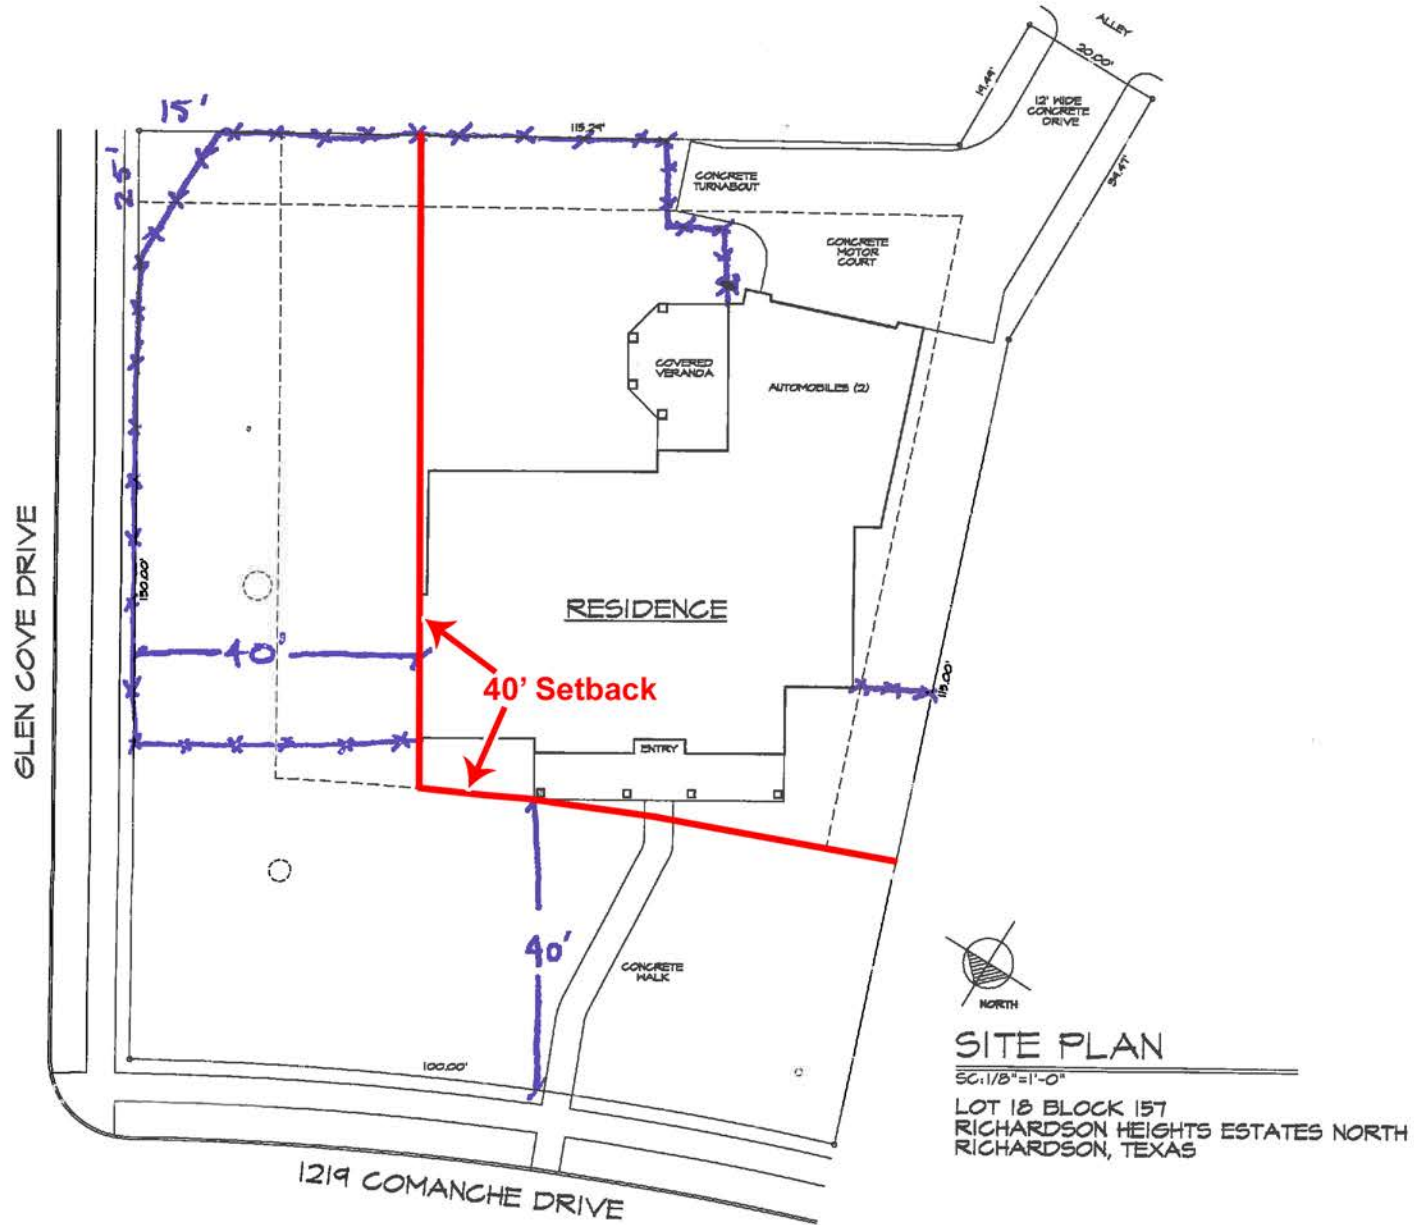 ALLEY
20.00'
19.49'
12' WIDE
CONCRETE
DRIVE
15'
115.29'
34.47'
25'
CONCRETE
TURNABOUT
CONCRETE
MOTOR
COURT
COVERED
VERANDA
AUTOMOBILES (2)
GLEN COVE DRIVE
150.00'
RESIDENCE
40'
40' Setback
115.00'
ENTRY
40'
CONCRETE
WALK
NORTH
100.00'
SITE PLAN
SC:1/8"=1'-0"
LOT 18 BLOCK 157
RICHARDSON HEIGHTS ESTATES NORTH
RICHARDSON, TEXAS
1219 COMANCHE DRIVE